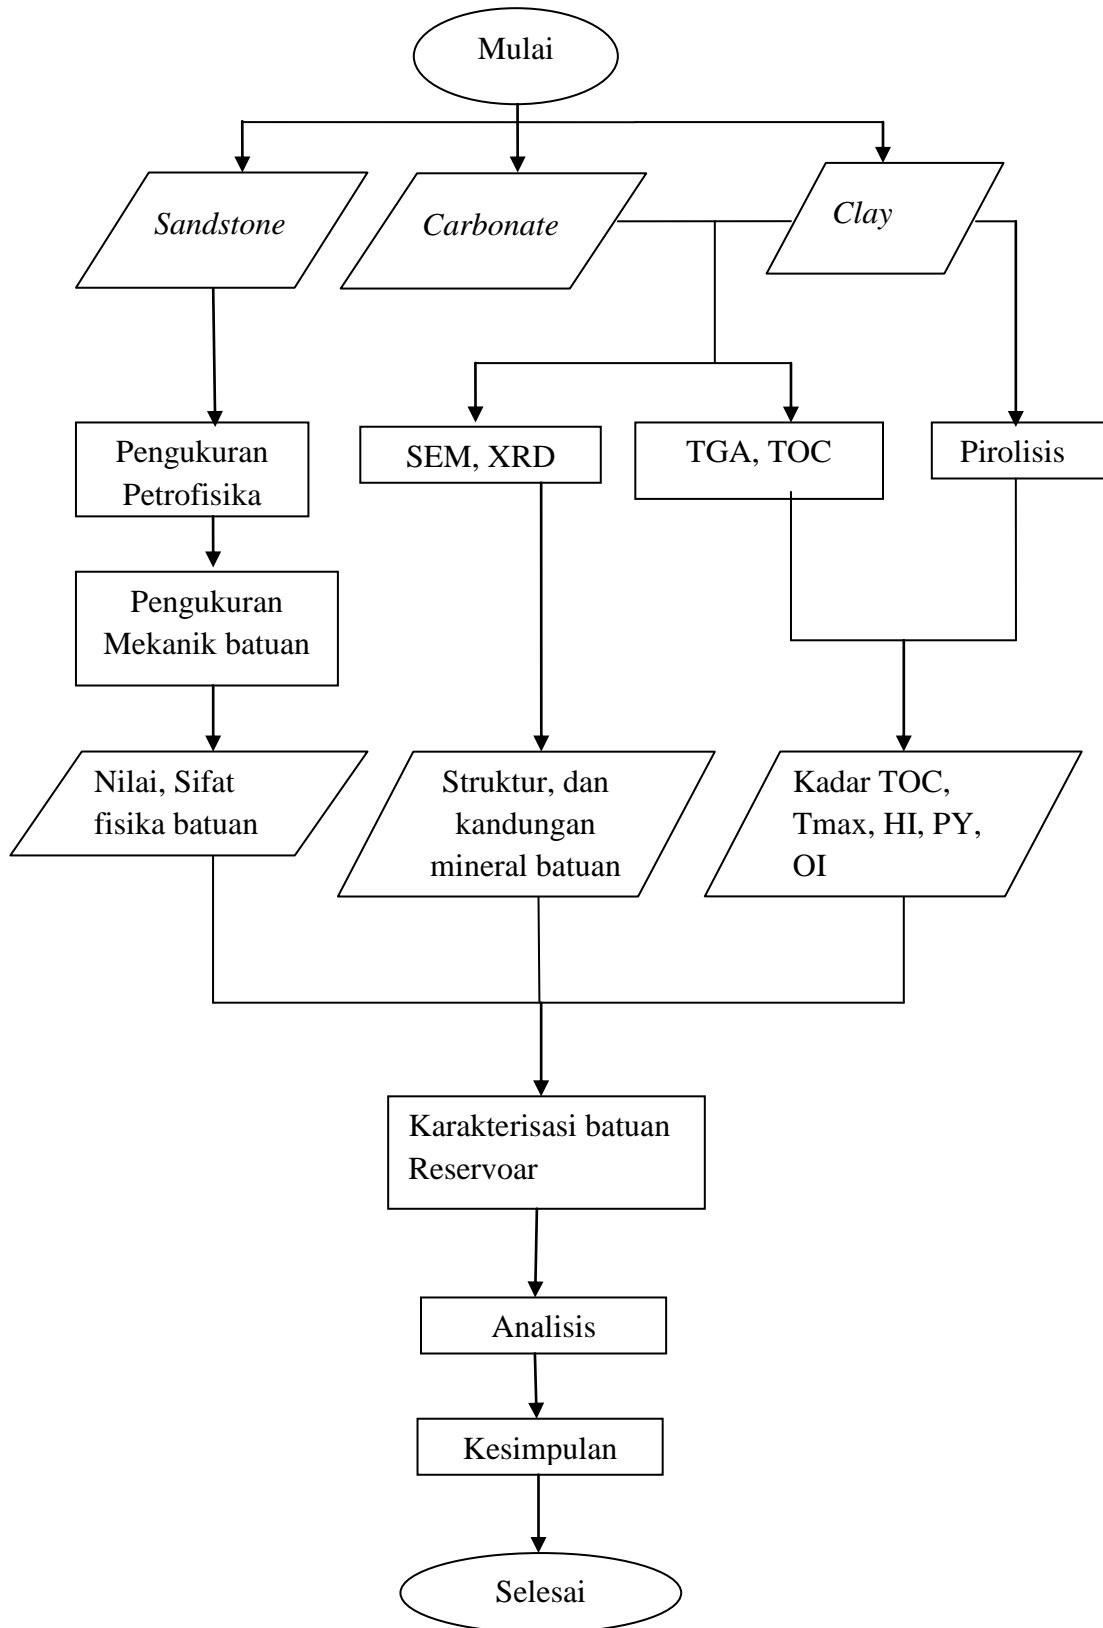 Mulai
Sandstone
Carbonate
Clay
Pengukuran
Petrofisika
SEM, XRD
TGA, TOC
Pirolisis
Pengukuran
Mekanik batuan
Nilai, Sifat
fisika batuan
Struktur, dan
kandungan
mineral batuan
Kadar TOC,
Tmax, HI, PY,
OI
Karakterisasi batuan
Reservoar
Analisis
Kesimpulan
Selesai